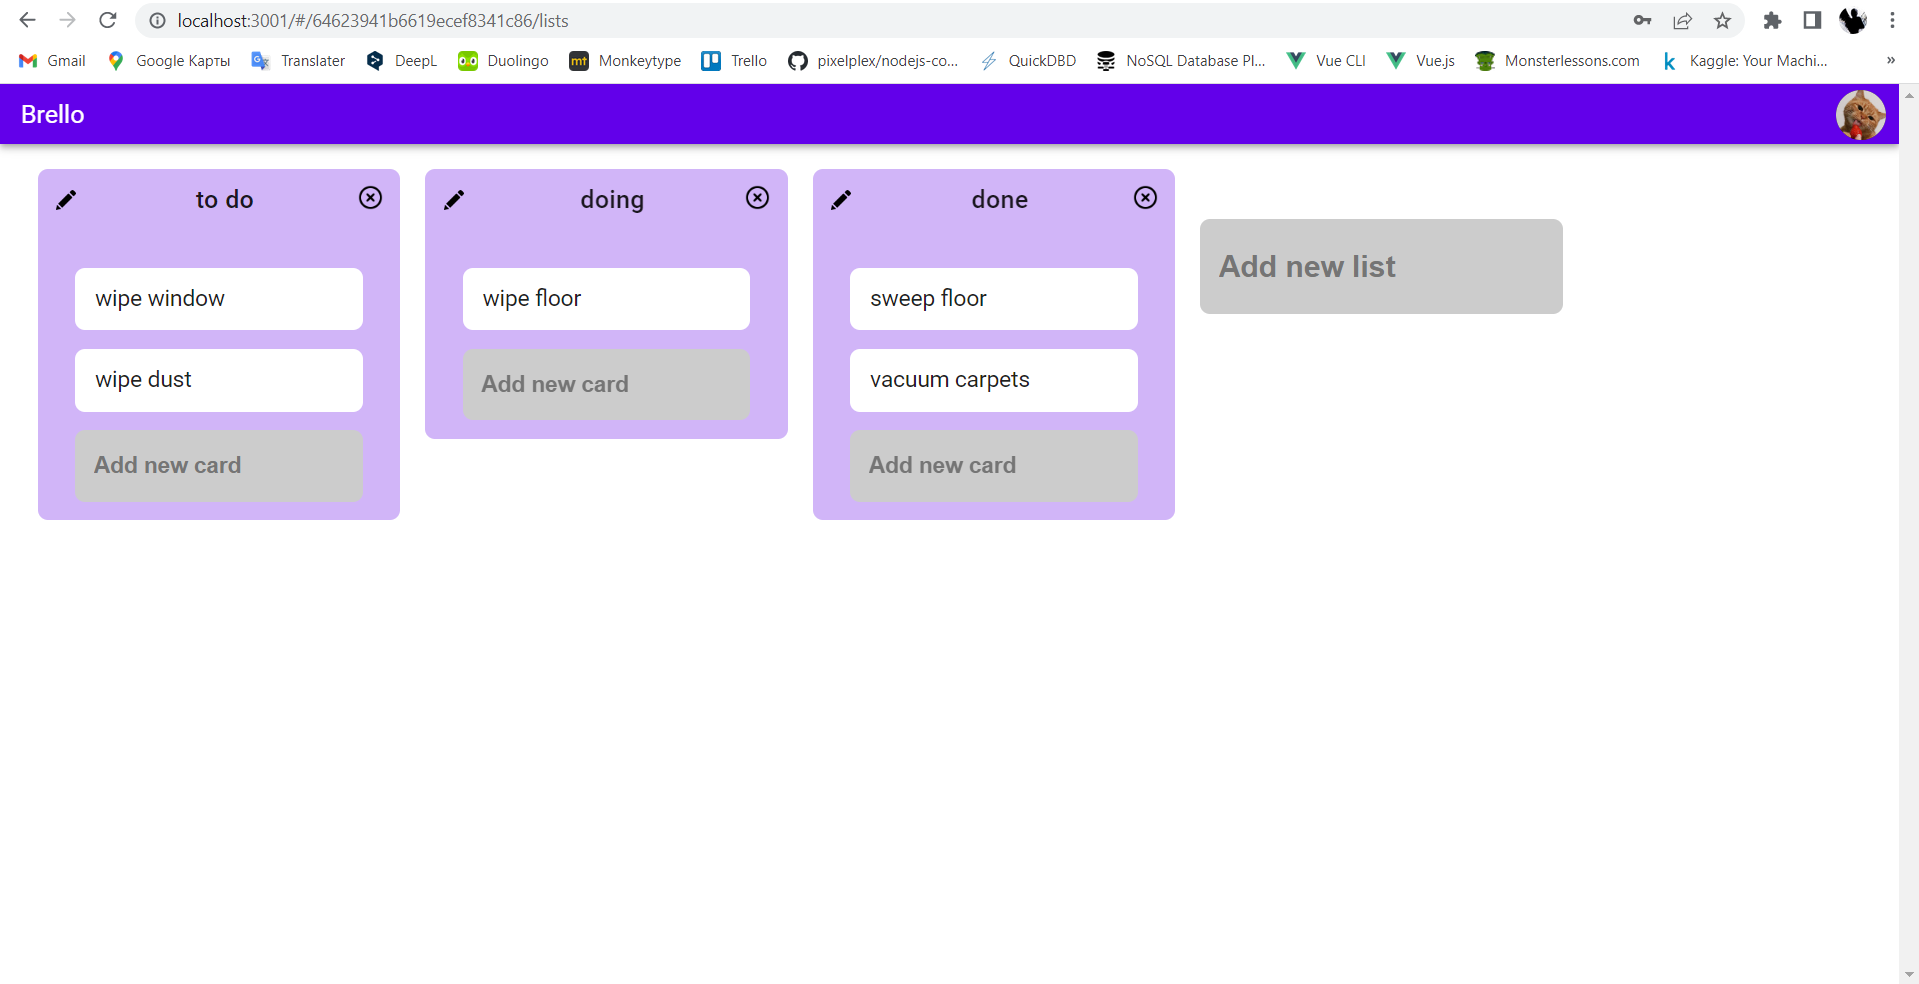 localhost:3001/#/64623941b6619ecef8341c86/lists
Gmail Google Карты Translater DeepL Duolingo mt Monkeytype Trello pixelplex/nodejs-co... QuickDBD NoSQL Database Pl... Vue CLI Vue.js Monsterlessons.com k Kaggle: Your Machi... »
Brello
to do doing done
Add new list
wipe window wipe floor sweep floor
wipe dust Add new card vacuum carpets
Add new card Add new card